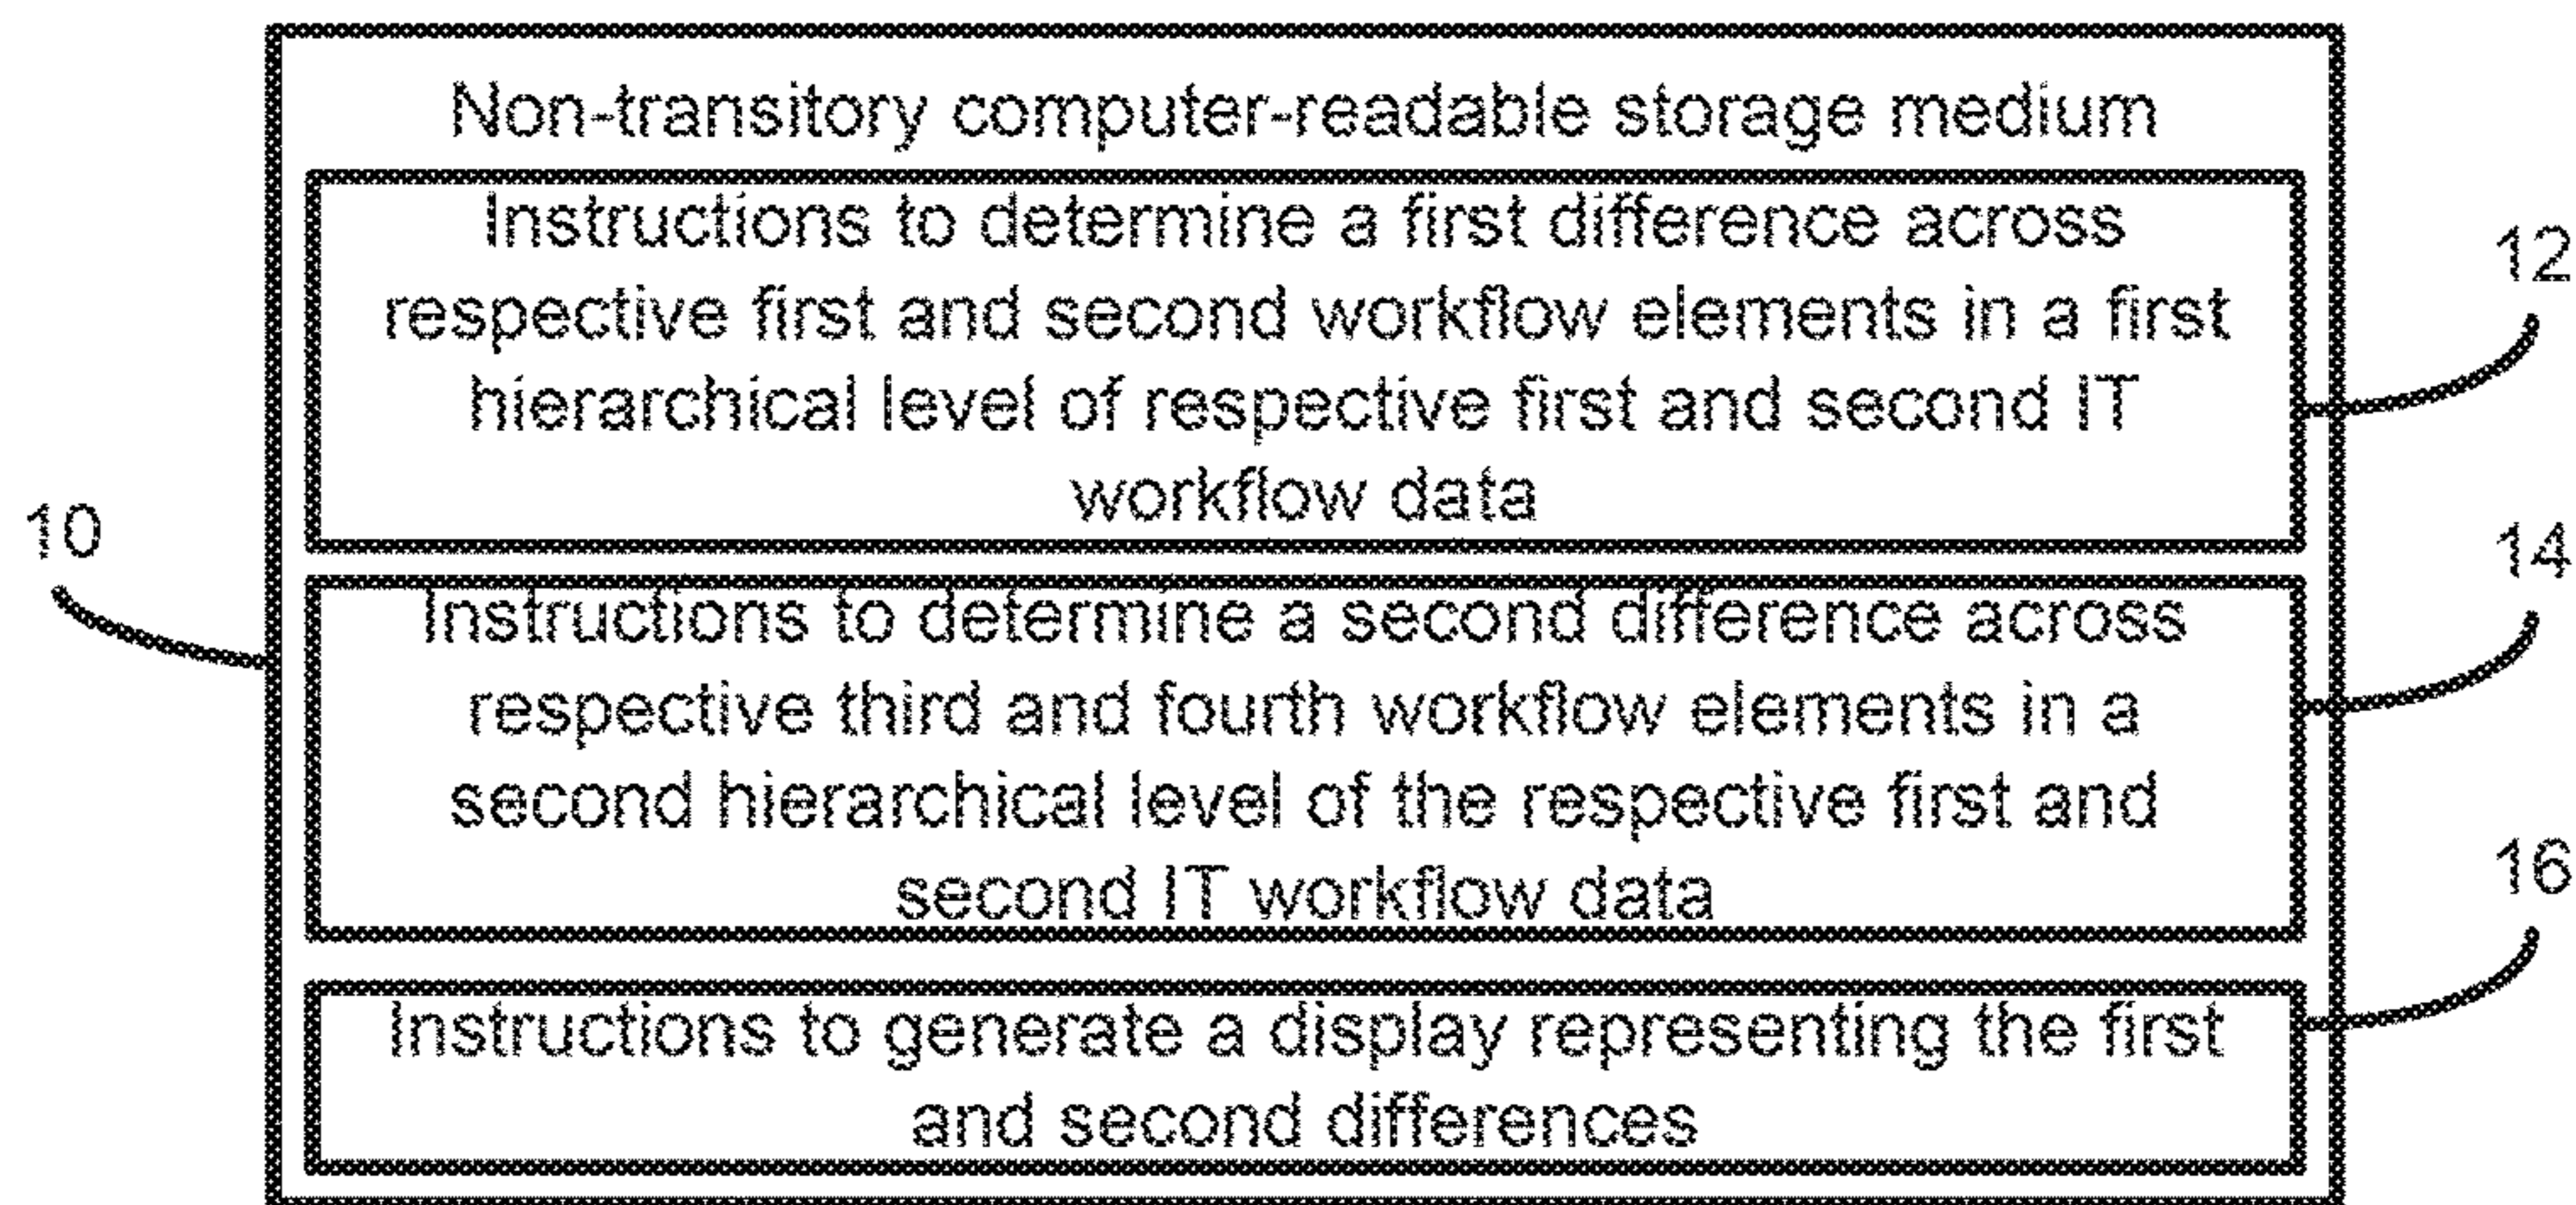 Non-transitory computer-readable storage medium
Instructions to determine a first difference across
respective first and second workflow elements in a first
hierarchical level of respective first and second IT
workflow data
12
10
Instructions to determine a second difference across
respective third and fourth workflow elements in a
second hierarchical level of the respective first and
second IT workflow data
14
Instructions to generate a display representing the first
and second differences
16